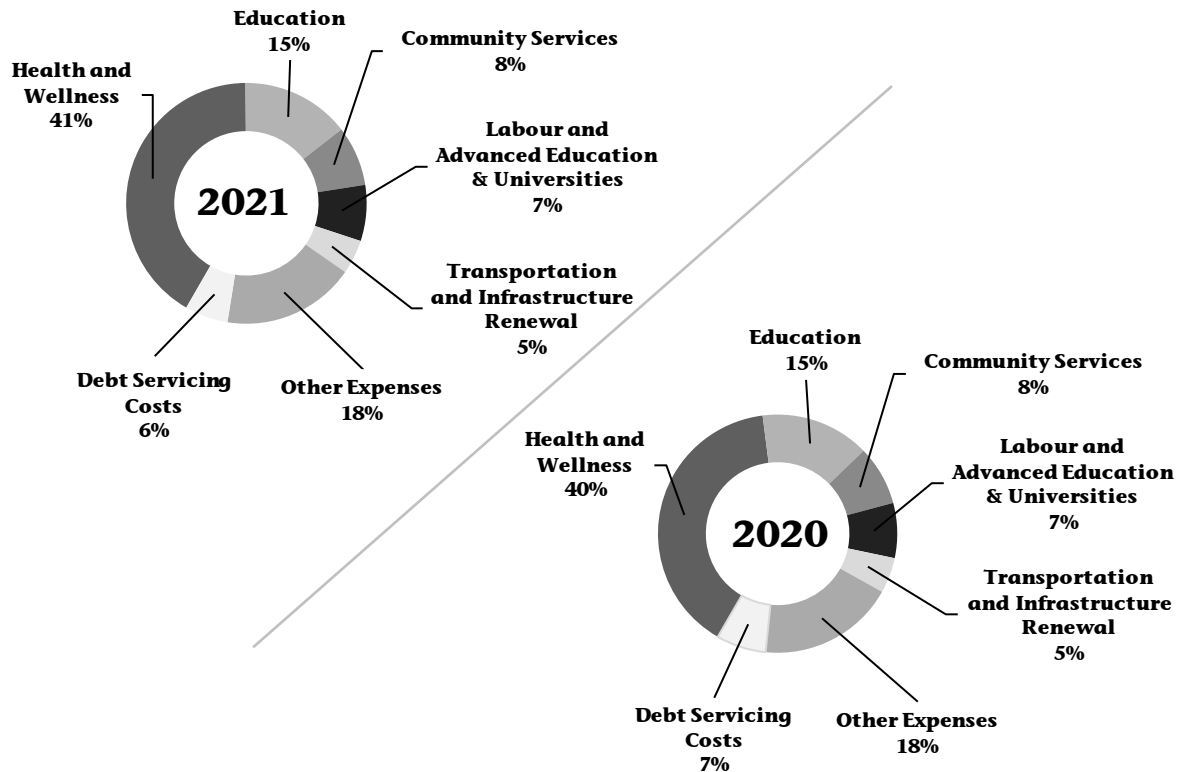 Education
15%
Community Services
8%
Health and
Wellness
41%
Labour and
Advanced Education
& Universities
7%
2021
Transportation
and Infrastructure
Renewal
5%
Debt Servicing
Costs
6%
Other Expenses
18%
Education
15%
Community Services
8%
Health and
Wellness
40%
Labour and
Advanced Education
& Universities
7%
2020
Transportation
and Infrastructure
Renewal
5%
Debt Servicing
Costs
7%
Other Expenses
18%